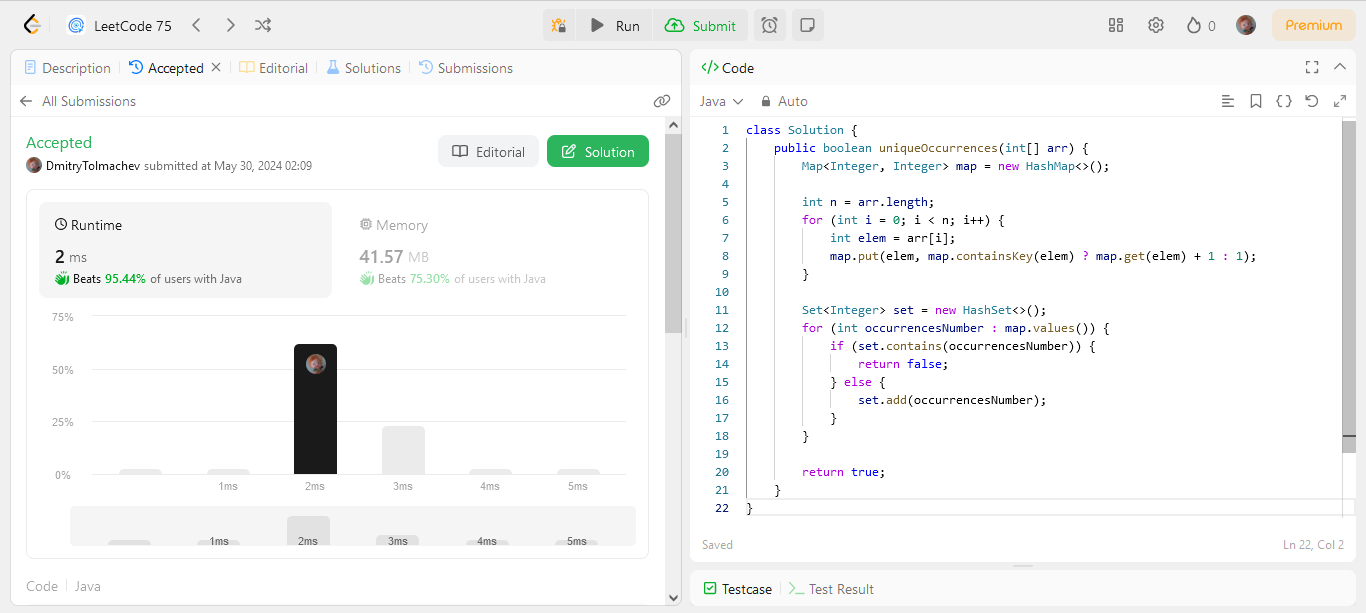 LeetCode 75
Run
Submit
0
Premium
Description
Accepted
Editorial
Solutions
Submissions
All Submissions
Accepted
DmitryTolmachev submitted at May 30, 2024 02:09
Editorial
Solution
Runtime
2 ms
Beats 95.44% of users with Java
Memory
41.57 MB
Beats 75.30% of users with Java
75%
50%
25%
0%
1ms 2ms 3ms 4ms 5ms
1ms 2ms 3ms 4ms 5ms
Code Java
</> Code
Java
Auto
1 class Solution {
2 public boolean uniqueOccurrences(int[] arr) {
3 Map<Integer, Integer> map = new HashMap<>();
4
5 int n = arr.length;
6 for (int i = 0; i < n; i++) {
7 int elem = arr[i];
8 map.put(elem, map.containsKey(elem) ? map.get(elem) + 1 : 1);
9 }
10
11 Set<Integer> set = new HashSet<>();
12 for (int occurrencesNumber : map.values()) {
13 if (set.contains(occurrencesNumber)) {
14 return false;
15 } else {
16 set.add(occurrencesNumber);
17 }
18 }
19
20 return true;
21 }
22 }
Saved
Ln 22, Col 2
Testcase
Test Result